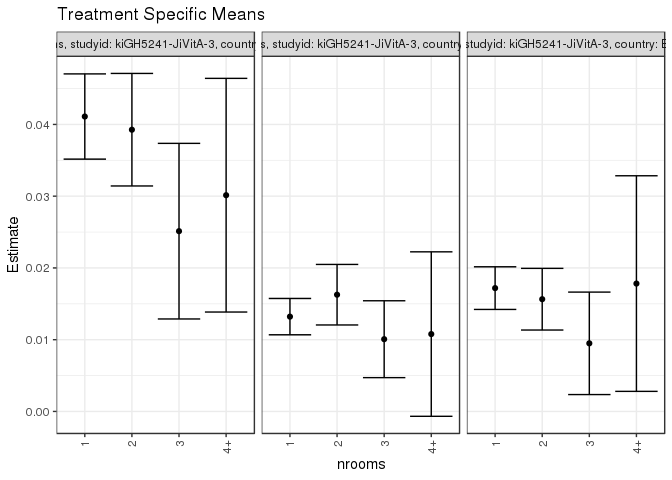 Treatment Specific Means
s, studyid: kiGH5241-JiVitA-3, countr
s, studyid: kiGH5241-JiVitA-3, country
studyid: kiGH5241-JiVitA-3, country:
Estimate
0.04
0.03
0.02
0.01
0.00
1 2 3 4+
1 2 3 4+
1 2 3 4+
nrooms